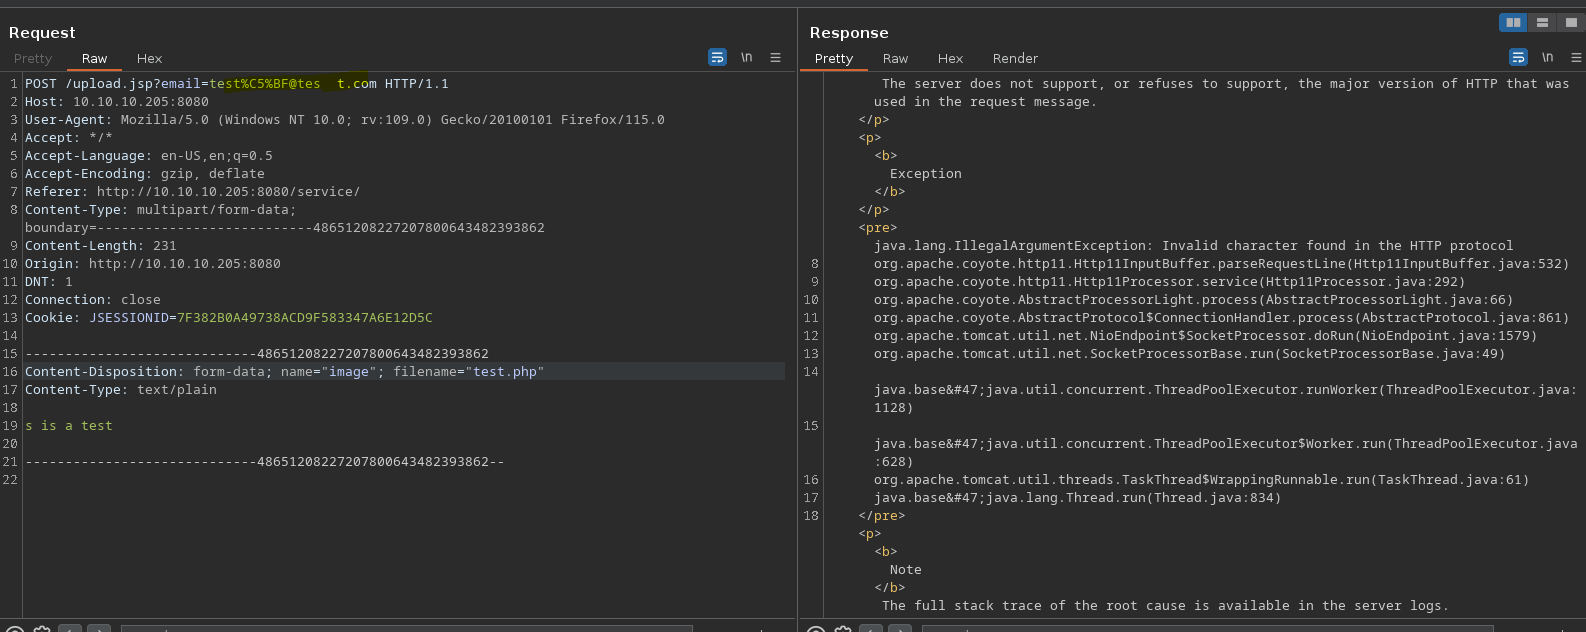 Request
Pretty Raw Hex
\n
1 POST /upload.jsp?email=test%C5%BF@tes  t.com HTTP/1.1
2 Host: 10.10.10.205:8080
3 User-Agent: Mozilla/5.0 (Windows NT 10.0; rv:109.0) Gecko/20100101 Firefox/115.0
4 Accept: */*
5 Accept-Language: en-US,en;q=0.5
6 Accept-Encoding: gzip, deflate
7 Referer: http://10.10.10.205:8080/service/
8 Content-Type: multipart/form-data;
boundary=---------------------------48651208227207800643482393862
9 Content-Length: 231
10 Origin: http://10.10.10.205:8080
11 DNT: 1
12 Connection: close
13 Cookie: JSESSIONID=7F382B0A49738ACD9F583347A6E12D5C
14
15 -----------------------------48651208227207800643482393862
16 Content-Disposition: form-data; name="image"; filename="test.php"
17 Content-Type: text/plain
18
19 s is a test
20
21 -----------------------------48651208227207800643482393862--
22
Response
Pretty Raw Hex Render
\n
The server does not support, or refuses to support, the major version of HTTP that was
used in the request message.
</p>
<p>
<b>
Exception
</b>
</p>
<pre>
java.lang.IllegalArgumentException: Invalid character found in the HTTP protocol
8 org.apache.coyote.http11.Http11InputBuffer.parseRequestLine(Http11InputBuffer.java:532)
9 org.apache.coyote.http11.Http11Processor.service(Http11Processor.java:292)
10 org.apache.coyote.AbstractProcessorLight.process(AbstractProcessorLight.java:66)
11 org.apache.coyote.AbstractProtocol$ConnectionHandler.process(AbstractProtocol.java:861)
12 org.apache.tomcat.util.net.NioEndpoint$SocketProcessor.doRun(NioEndpoint.java:1579)
13 org.apache.tomcat.util.net.SocketProcessorBase.run(SocketProcessorBase.java:49)
14
java.base&#47;java.util.concurrent.ThreadPoolExecutor.runWorker(ThreadPoolExecutor.java:
1128)
15
java.base&#47;java.util.concurrent.ThreadPoolExecutor$Worker.run(ThreadPoolExecutor.java
:628)
16 org.apache.tomcat.util.threads.TaskThread$WrappingRunnable.run(TaskThread.java:61)
17 java.base&#47;java.lang.Thread.run(Thread.java:834)
18 </pre>
<p>
<b>
Note
</b>
The full stack trace of the root cause is available in the server logs.